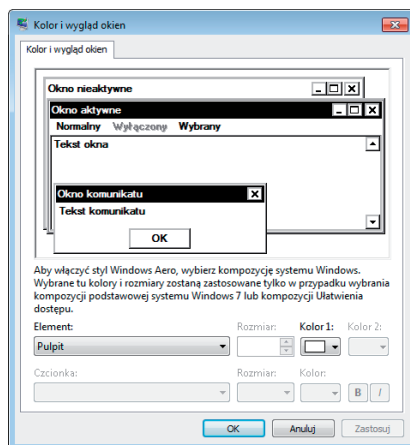 Kolor i wygląd okien
Kolor i wygląd okien
Okno nieaktywne
Okno aktywne
Normalny Wyłączony Wybrany
Tekst okna
Okno komunikatu
Tekst komunikatu
OK
Aby włączyć styl Windows Aero, wybierz kompozycję systemu Windows.
Wybrane tu kolory i rozmiary zostaną zastosowane tylko w przypadku wybrania
kompozycji podstawowej systemu Windows 7 lub kompozycji Ułatwienia
dostępu.
Element: Rozmiar: Kolor 1: Kolor 2:
Pulpit
Czcionka: Rozmiar: Kolor:
B I
OK Anuluj Zastosuj